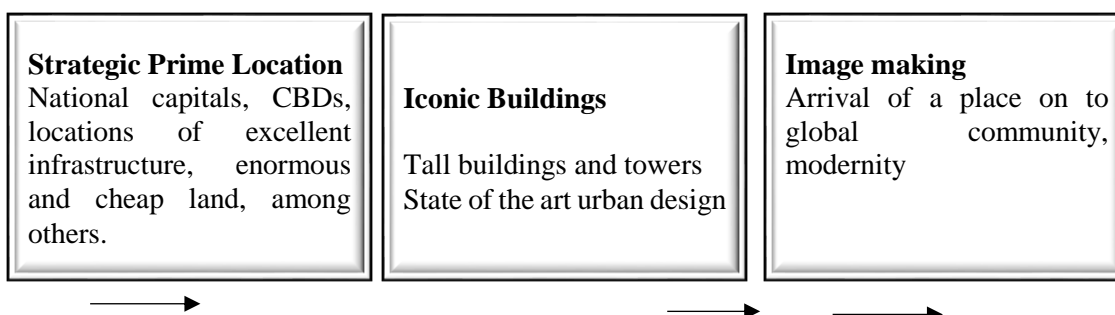 Strategic Prime Location
National capitals, CBDs,
locations of excellent
infrastructure, enormous
and cheap land, among
others.
Iconic Buildings
Tall buildings and towers
State of the art urban design
Image making
Arrival of a place on to
global community,
modernity